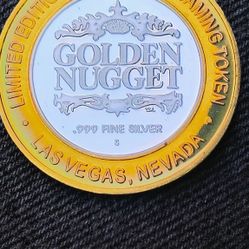 LIMITED EDITION
GAMING TOKEN
GOLDEN
NUGGET
.999 FINE SILVER
S
LAS VEGAS, NEVADA